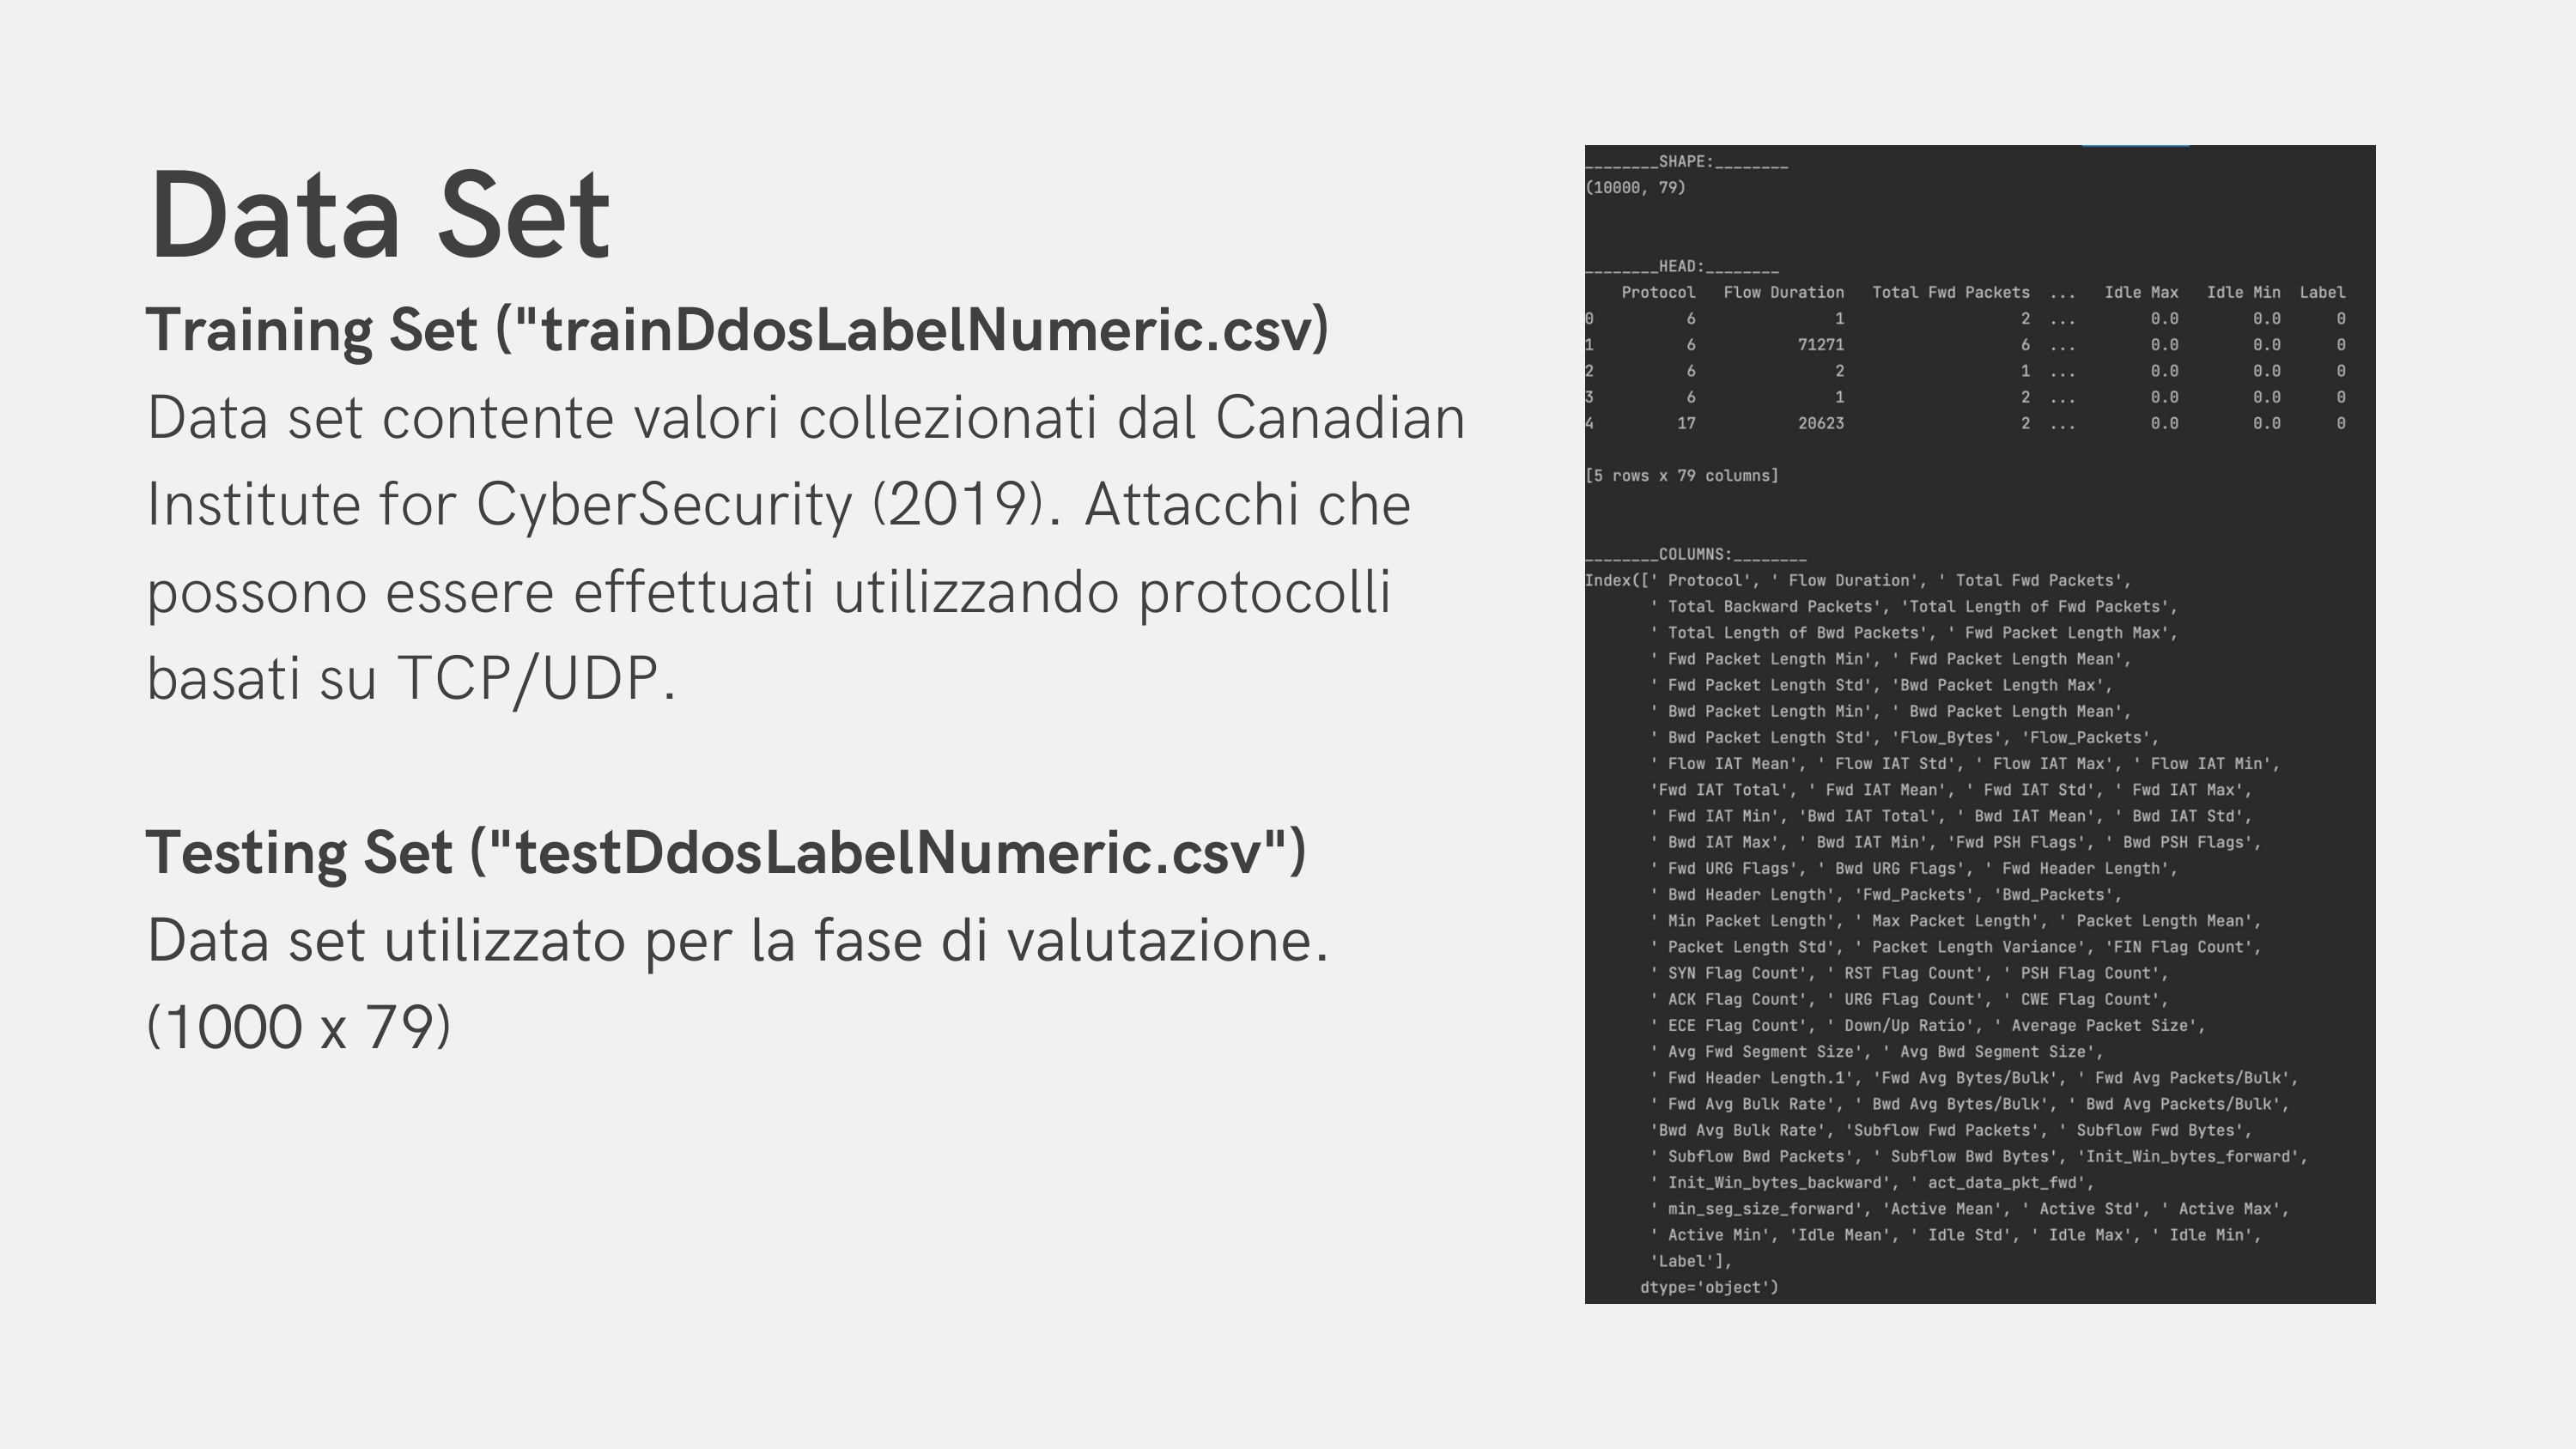 Data Set
Training Set ("trainDdosLabelNumeric.csv)
Data set contente valori collezionati dal Canadian
Institute for CyberSecurity (2019). Attacchi che
possono essere effettuati utilizzando protocolli
basati su TCP/UDP.
Testing Set ("testDdosLabelNumeric.csv")
Data set utilizzato per la fase di valutazione.
(1000 x 79)
________SHAPE:________
(10000, 79)
________HEAD:________
Protocol Flow Duration Total Fwd Packets ... Idle Max Idle Min Label
0 6 1 2 ... 0.0 0.0 0
1 6 71271 6 ... 0.0 0.0 0
2 6 2 1 ... 0.0 0.0 0
3 6 1 2 ... 0.0 0.0 0
4 17 20623 2 ... 0.0 0.0 0
[5 rows x 79 columns]
________COLUMNS:________
Index([' Protocol', ' Flow Duration', ' Total Fwd Packets',
' Total Backward Packets', 'Total Length of Fwd Packets',
' Total Length of Bwd Packets', ' Fwd Packet Length Max',
' Fwd Packet Length Min', ' Fwd Packet Length Mean',
' Fwd Packet Length Std', 'Bwd Packet Length Max',
' Bwd Packet Length Min', ' Bwd Packet Length Mean',
' Bwd Packet Length Std', 'Flow_Bytes', 'Flow_Packets',
' Flow IAT Mean', ' Flow IAT Std', ' Flow IAT Max', ' Flow IAT Min',
'Fwd IAT Total', ' Fwd IAT Mean', ' Fwd IAT Std', ' Fwd IAT Max',
' Fwd IAT Min', 'Bwd IAT Total', ' Bwd IAT Mean', ' Bwd IAT Std',
' Bwd IAT Max', ' Bwd IAT Min', 'Fwd PSH Flags', ' Bwd PSH Flags',
' Fwd URG Flags', ' Bwd URG Flags', ' Fwd Header Length',
' Bwd Header Length', 'Fwd_Packets', 'Bwd_Packets',
' Min Packet Length', ' Max Packet Length', ' Packet Length Mean',
' Packet Length Std', ' Packet Length Variance', 'FIN Flag Count',
' SYN Flag Count', ' RST Flag Count', ' PSH Flag Count',
' ACK Flag Count', ' URG Flag Count', ' CWE Flag Count',
' ECE Flag Count', ' Down/Up Ratio', ' Average Packet Size',
' Avg Fwd Segment Size', ' Avg Bwd Segment Size',
' Fwd Header Length.1', 'Fwd Avg Bytes/Bulk', ' Fwd Avg Packets/Bulk',
' Fwd Avg Bulk Rate', ' Bwd Avg Bytes/Bulk', ' Bwd Avg Packets/Bulk',
'Bwd Avg Bulk Rate', 'Subflow Fwd Packets', ' Subflow Fwd Bytes',
' Subflow Bwd Packets', ' Subflow Bwd Bytes', 'Init_Win_bytes_forward',
' Init_Win_bytes_backward', ' act_data_pkt_fwd',
' min_seg_size_forward', 'Active Mean', ' Active Std', ' Active Max',
' Active Min', 'Idle Mean', ' Idle Std', ' Idle Max', ' Idle Min',
'Label'],
dtype='object')